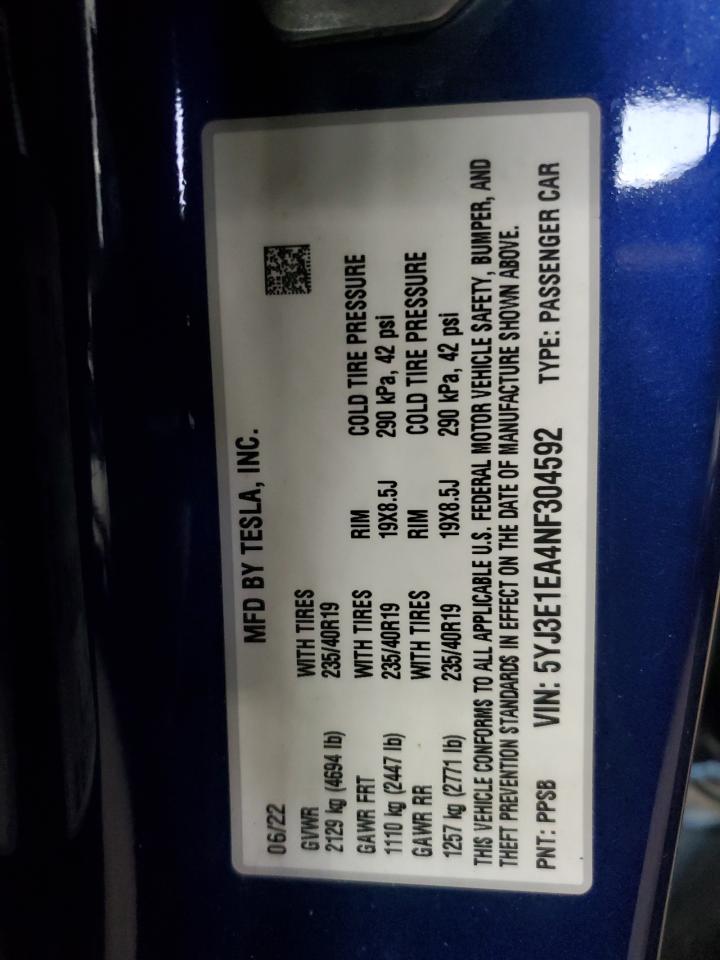 MFD BY TESLA, INC.
06/22
GVWR WITH TIRES
2129 kg (4694 lb) 235/40R19
GAWR FRT WITH TIRES RIM COLD TIRE PRESSURE
1110 kg (2447 lb) 235/40R19 19X8.5J 290 kPa, 42 psi
GAWR RR WITH TIRES RIM COLD TIRE PRESSURE
1257 kg (2771 lb) 235/40R19 19X8.5J 290 kPa, 42 psi
THIS VEHICLE CONFORMS TO ALL APPLICABLE U.S. FEDERAL MOTOR VEHICLE SAFETY, BUMPER, AND
THEFT PREVENTION STANDARDS IN EFFECT ON THE DATE OF MANUFACTURE SHOWN ABOVE.
PNT: PPSB VIN: 5YJ3E1EA4NF304592 TYPE: PASSENGER CAR